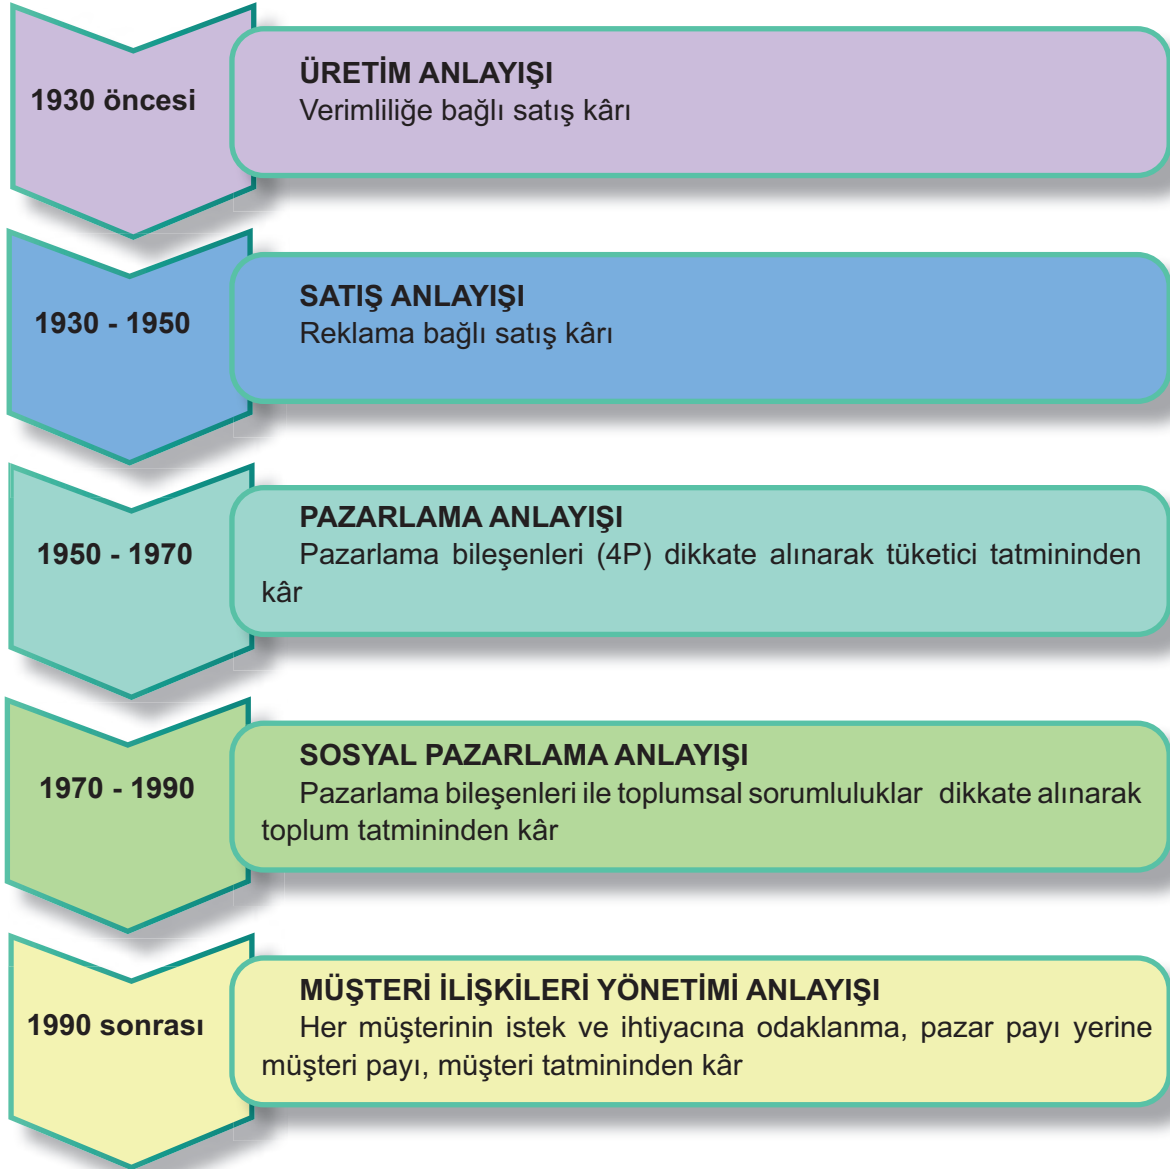 1930 öncesi
ÜRETİM ANLAYIŞI
Verimliliğe bağlı satış kârı
1930 - 1950
SATIŞ ANLAYIŞI
Reklama bağlı satış kârı
1950 - 1970
PAZARLAMA ANLAYIŞI
Pazarlama bileşenleri (4P) dikkate alınarak tüketici tatmininden
kâr
1970 - 1990
SOSYAL PAZARLAMA ANLAYIŞI
Pazarlama bileşenleri ile toplumsal sorumluluklar dikkate alınarak
toplum tatmininden kâr
1990 sonrası
MÜŞTERİ İLİŞKİLERİ YÖNETİMİ ANLAYIŞI
Her müşterinin istek ve ihtiyacına odaklanma, pazar payı yerine
müşteri payı, müşteri tatmininden kâr